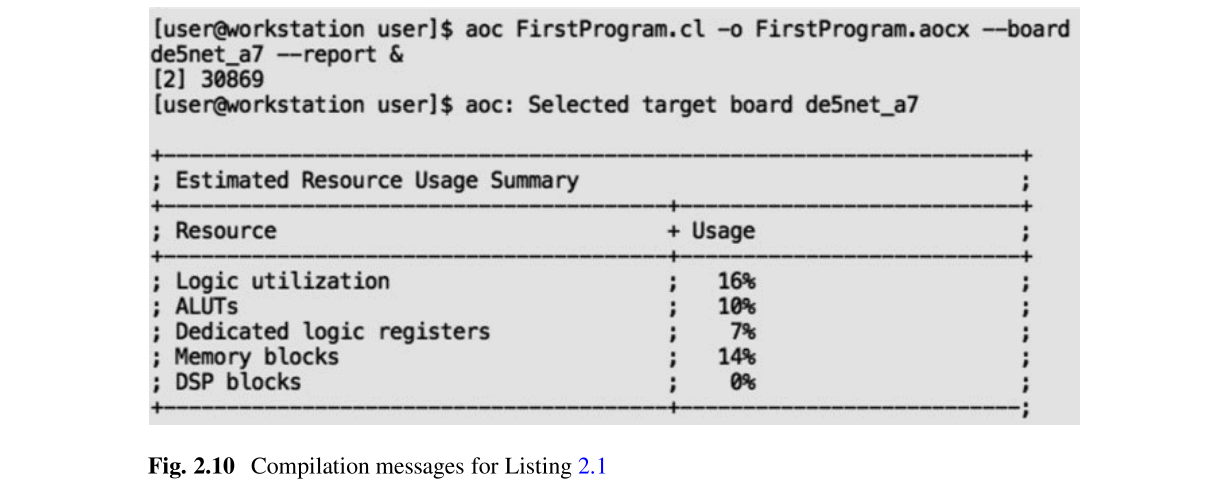 [user@workstation user]$ aoc FirstProgram.cl -o FirstProgram.aocx --board
de5net_a7 --report &
[2] 30869
[user@workstation user]$ aoc: Selected target board de5net_a7
+--------------------------------------------------------------------+
; Estimated Resource Usage Summary ;
+----------------------------------------+---------------------------+
; Resource + Usage ;
+----------------------------------------+---------------------------+
; Logic utilization ; 16% ;
; ALUTs ; 10% ;
; Dedicated logic registers ; 7% ;
; Memory blocks ; 14% ;
; DSP blocks ; 0% ;
+----------------------------------------+---------------------------;
Fig. 2.10 Compilation messages for Listing 2.1